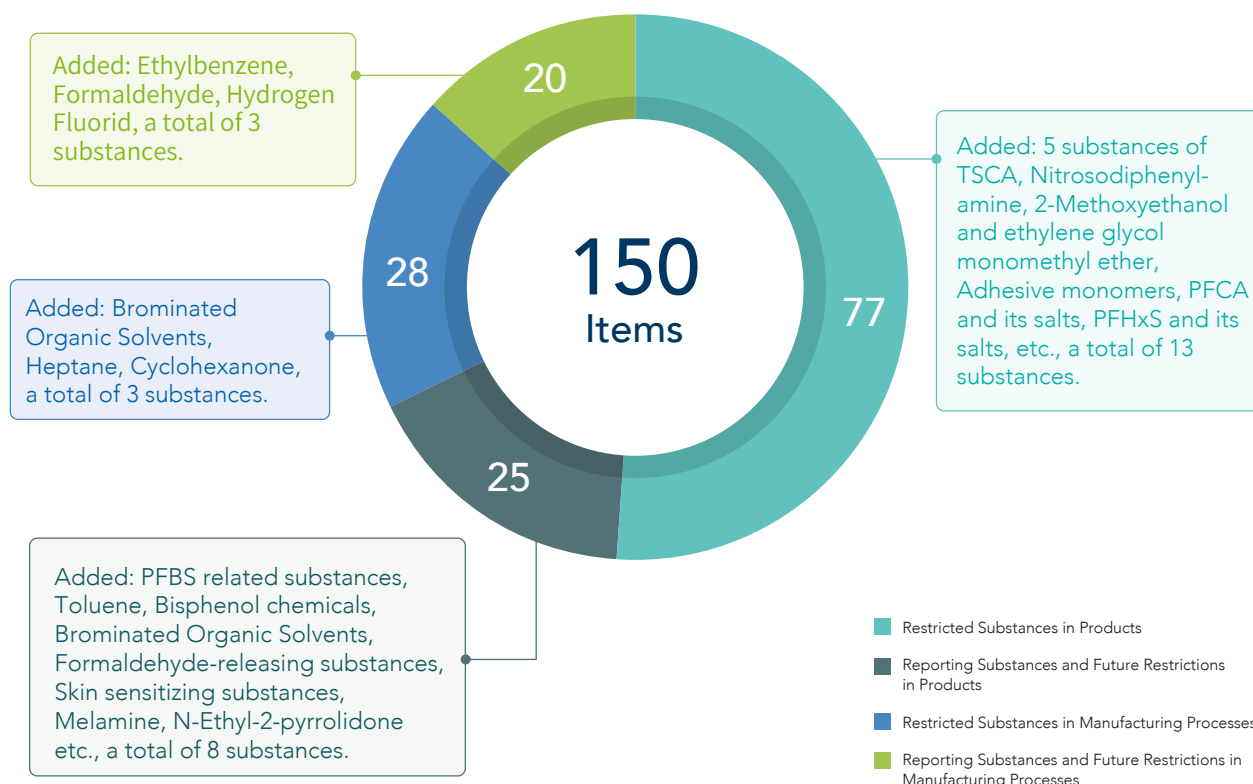 Added: Ethylbenzene,
Formaldehyde, Hydrogen
Fluorid, a total of 3
substances.
20
Added: 5 substances of
TSCA, Nitrosodiphenyl-
amine, 2-Methoxyethanol
and ethylene glycol
monomethyl ether,
Adhesive monomers, PFCA
and its salts, PFHxS and its
salts, etc., a total of 13
substances.
28
150
Items
77
Added: Brominated
Organic Solvents,
Heptane, Cyclohexanone,
a total of 3 substances.
25
Added: PFBS related substances,
Toluene, Bisphenol chemicals,
Brominated Organic Solvents,
Formaldehyde-releasing substances,
Skin sensitizing substances,
Melamine, N-Ethyl-2-pyrrolidone
etc., a total of 8 substances.
Restricted Substances in Products
Reporting Substances and Future Restrictions
in Products
Restricted Substances in Manufacturing Processes
Reporting Substances and Future Restrictions in
Manufacturing Processes